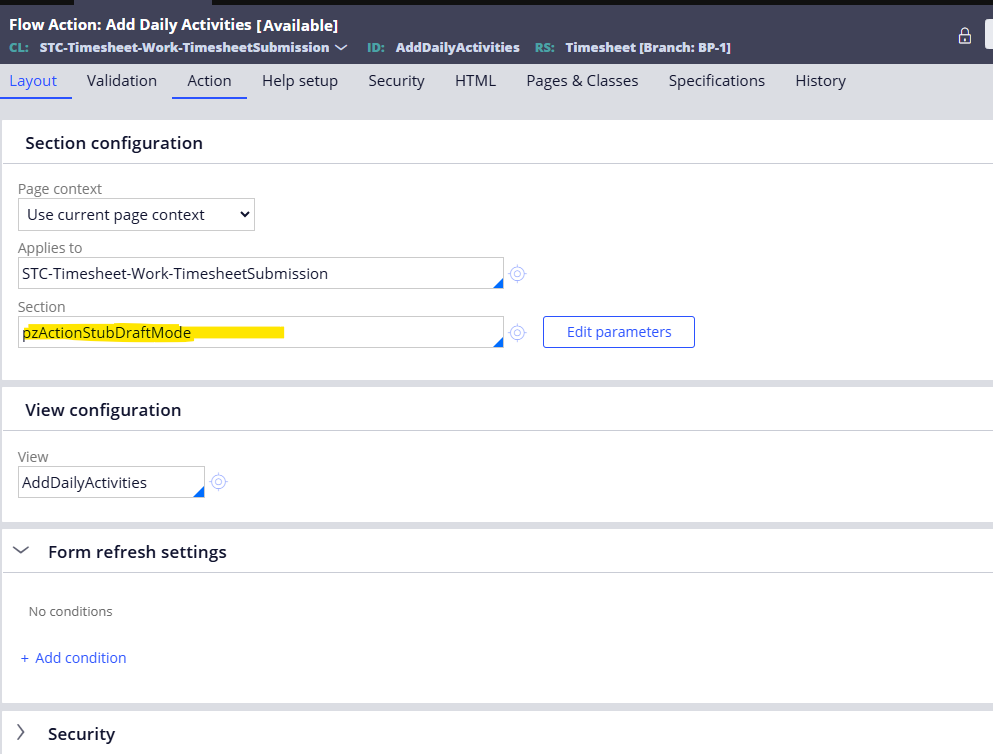 Flow Action: Add Daily Activities [Available]
CL: STC-Timesheet-Work-TimesheetSubmission ID: AddDailyActivities RS: Timesheet [Branch: BP-1]
Layout Validation Action Help setup Security HTML Pages & Classes Specifications History
Section configuration
Page context
Use current page context
Applies to
STC-Timesheet-Work-TimesheetSubmission
Section
pzActionStubDraftMode Edit parameters
View configuration
View
AddDailyActivities
Form refresh settings
No conditions
+ Add condition
Security